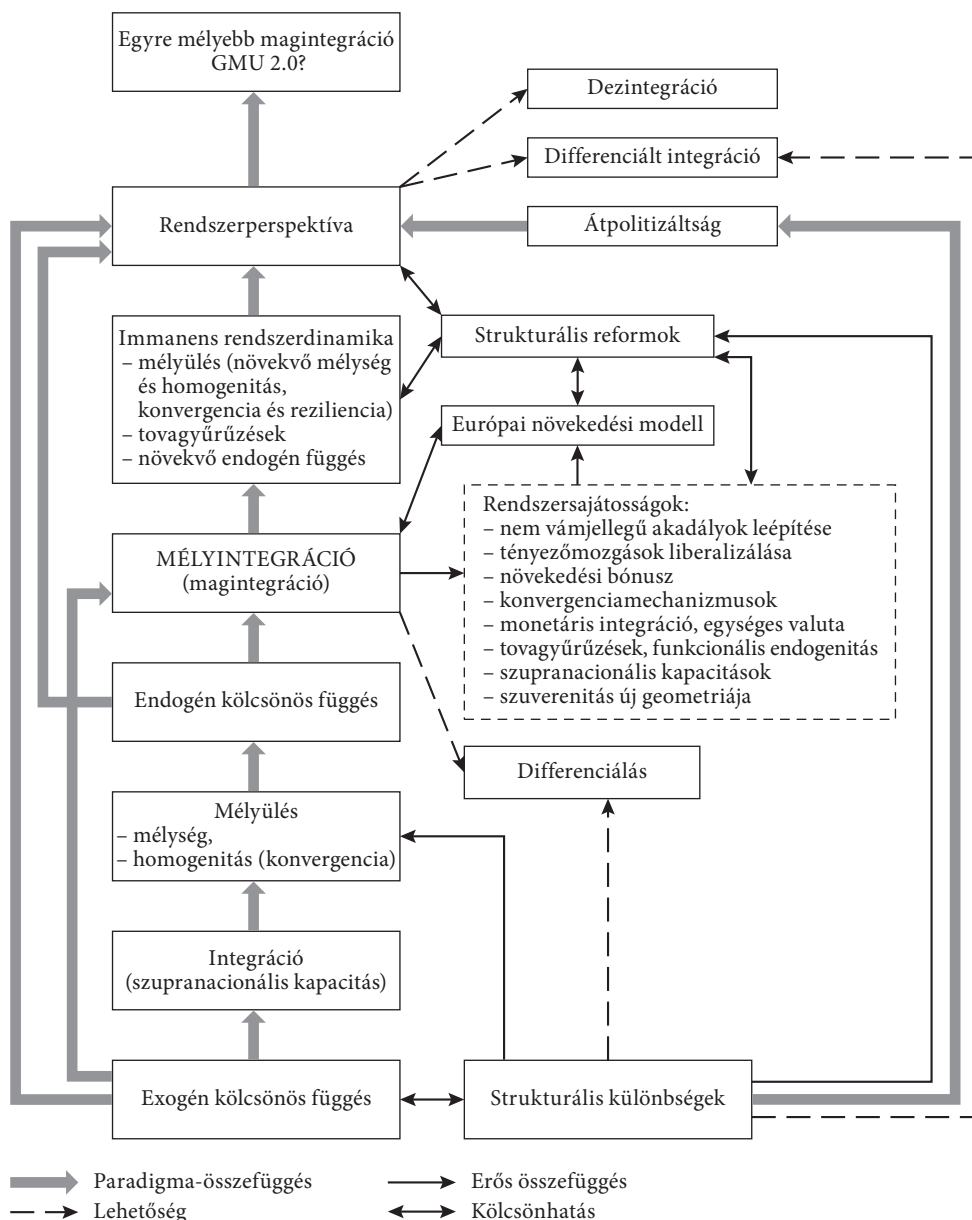 Egyre mélyebb magintegráció
GMU 2.0?
Dezintegráció
Differenciált integráció
Rendszerperspektíva
Átpolitizáltság
Immanens rendszerdinamika
– mélyülés (növekvő mélység
és homogenitás,
konvergencia és reziliencia)
– tovagyűrűzések
– növekvő endogén függés
Strukturális reformok
Európai növekedési modell
Rendszersajátosságok:
– nem vámjellegű akadályok leépítése
– tényezőmozgások liberalizálása
– növekedési bónusz
– konvergenciamechanizmusok
– monetáris integráció, egységes valuta
– tovagyűrűzések, funkcionális endogenitás
– szupranacionális kapacitások
– szuverenitás új geometriája
MÉLYINTEGRÁCIÓ
(magintegráció)
Endogén kölcsönös függés
Differenciálás
Mélyülés
– mélység,
– homogenitás (konvergencia)
Integráció
(szupranacionális kapacitás)
Exogén kölcsönös függés
Strukturális különbségek
Paradigma-összefüggés
Erős összefüggés
Lehetőség
Kölcsönhatás